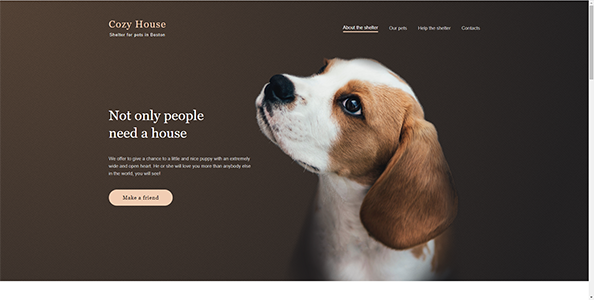 Cozy House
Shelter for pets in Boston
About the shelter
Our pets
Help the shelter
Contacts
Not only people
need a house
We offer to give a chance to a little and nice puppy with an extremely
wide and open heart. He or she will love you more than anybody else
in the world, you will see!
Make a friend